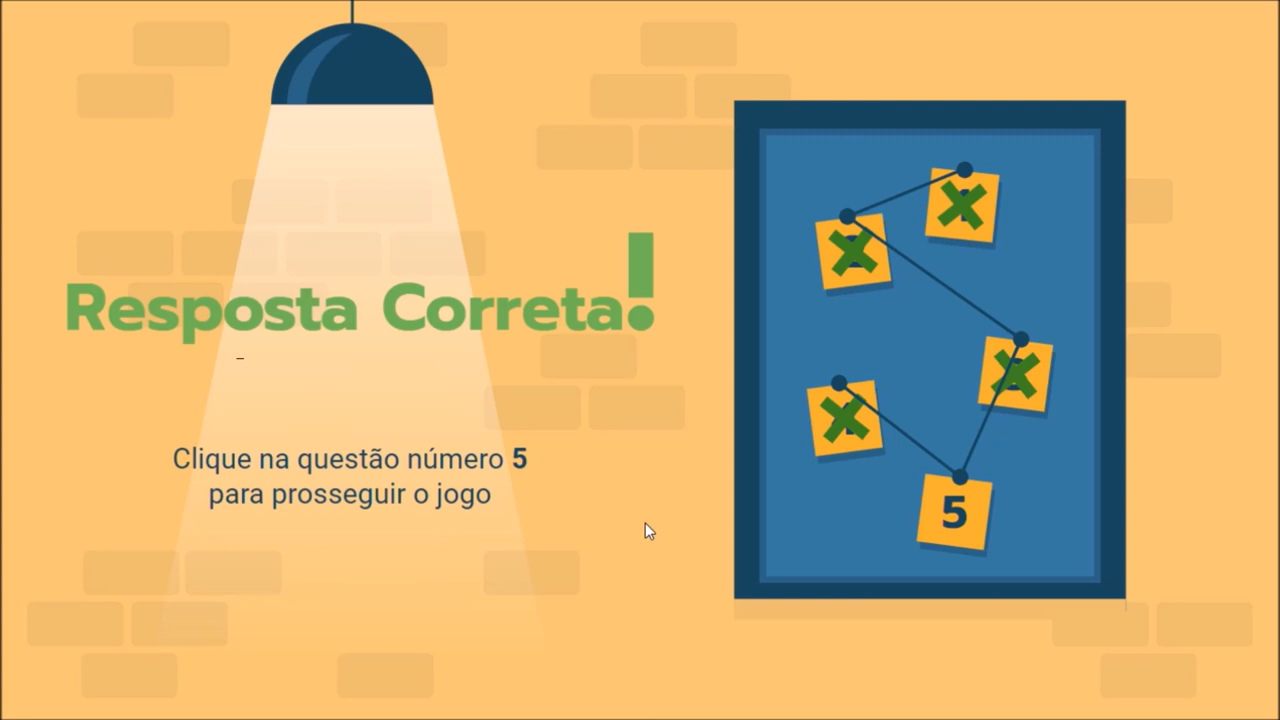 Resposta Correta!
Clique na questão número 5
para prosseguir o jogo
5